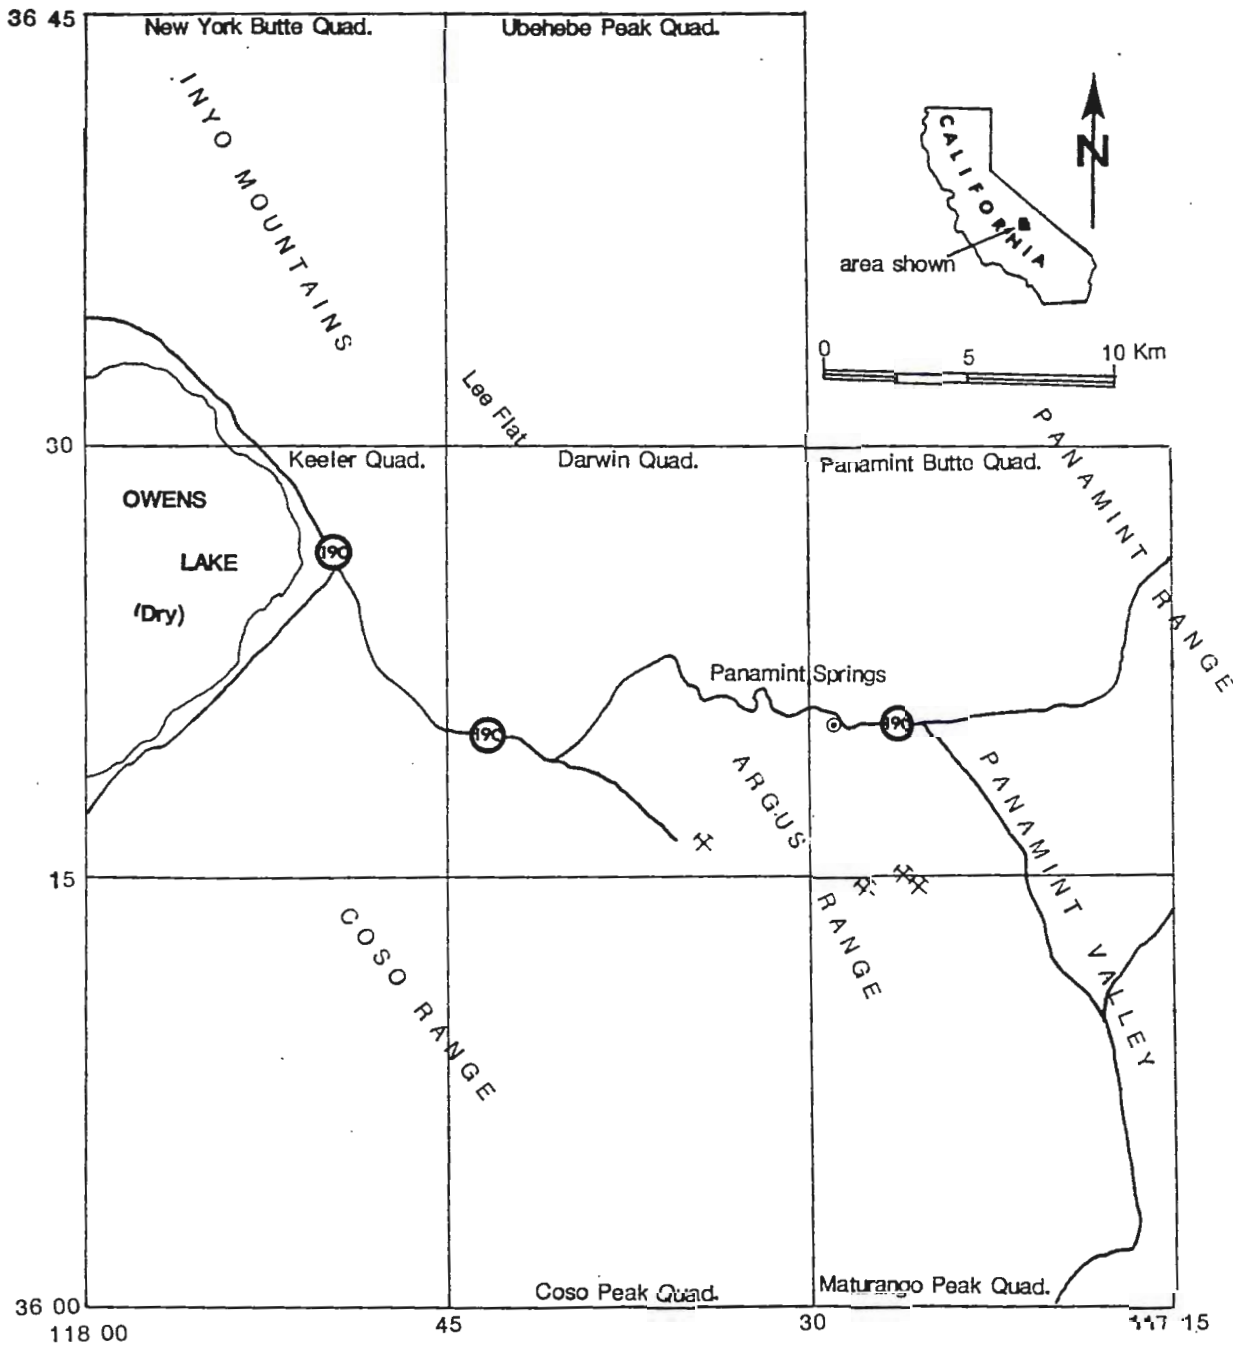 36 45
New York Butte Quad.
Ubehebe Peak Quad.
INYO MOUNTAINS
CALIFORNIA
N
area shown
0 5 10 Km
Lee Flat
PANAMINT RANGE
30
Keeler Quad.
Darwin Quad.
Panamint Butte Quad.
OWENS
LAKE
(Dry)
190
Panamint Springs
190
190
ARGUS RANGE
PANAMINT VALLEY
15
COSO RANGE
Coso Peak Quad.
Maturango Peak Quad.
36 00
118 00
45
30
117 15